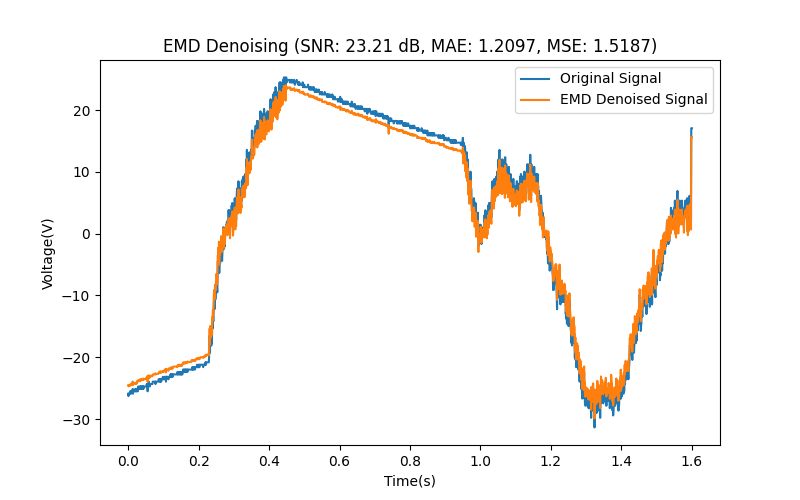 EMD Denoising (SNR: 23.21 dB, MAE: 1.2097, MSE: 1.5187)
Original Signal
EMD Denoised Signal
20
10
0
−10
−20
−30
Voltage(V)
0.0 0.2 0.4 0.6 0.8 1.0 1.2 1.4 1.6
Time(s)